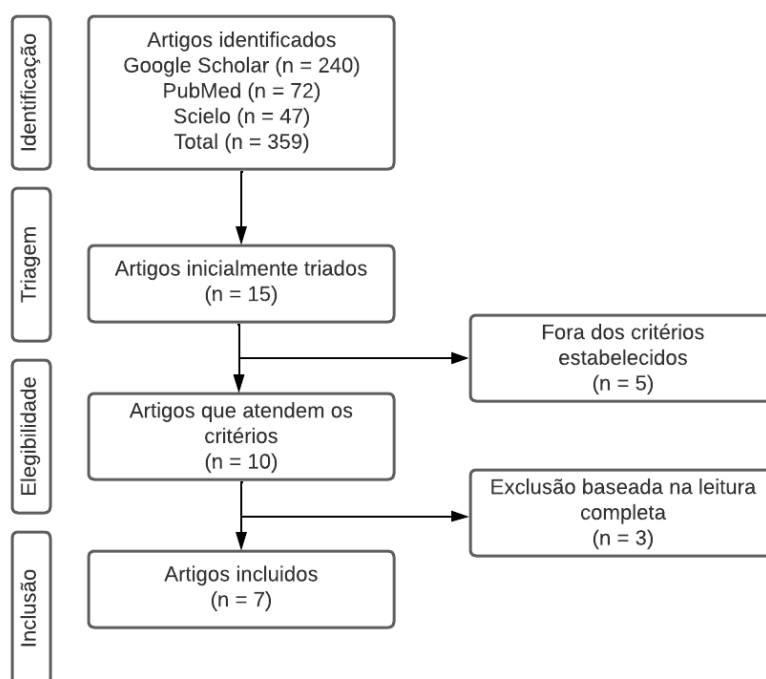 Identificação
Artigos identificados
Google Scholar (n = 240)
PubMed (n = 72)
Scielo (n = 47)
Total (n = 359)
Triagem
Artigos inicialmente triados
(n = 15)
Fora dos critérios
estabelecidos
(n = 5)
Elegibilidade
Artigos que atendem os
critérios
(n = 10)
Exclusão baseada na leitura
completa
(n = 3)
Inclusão
Artigos incluidos
(n = 7)